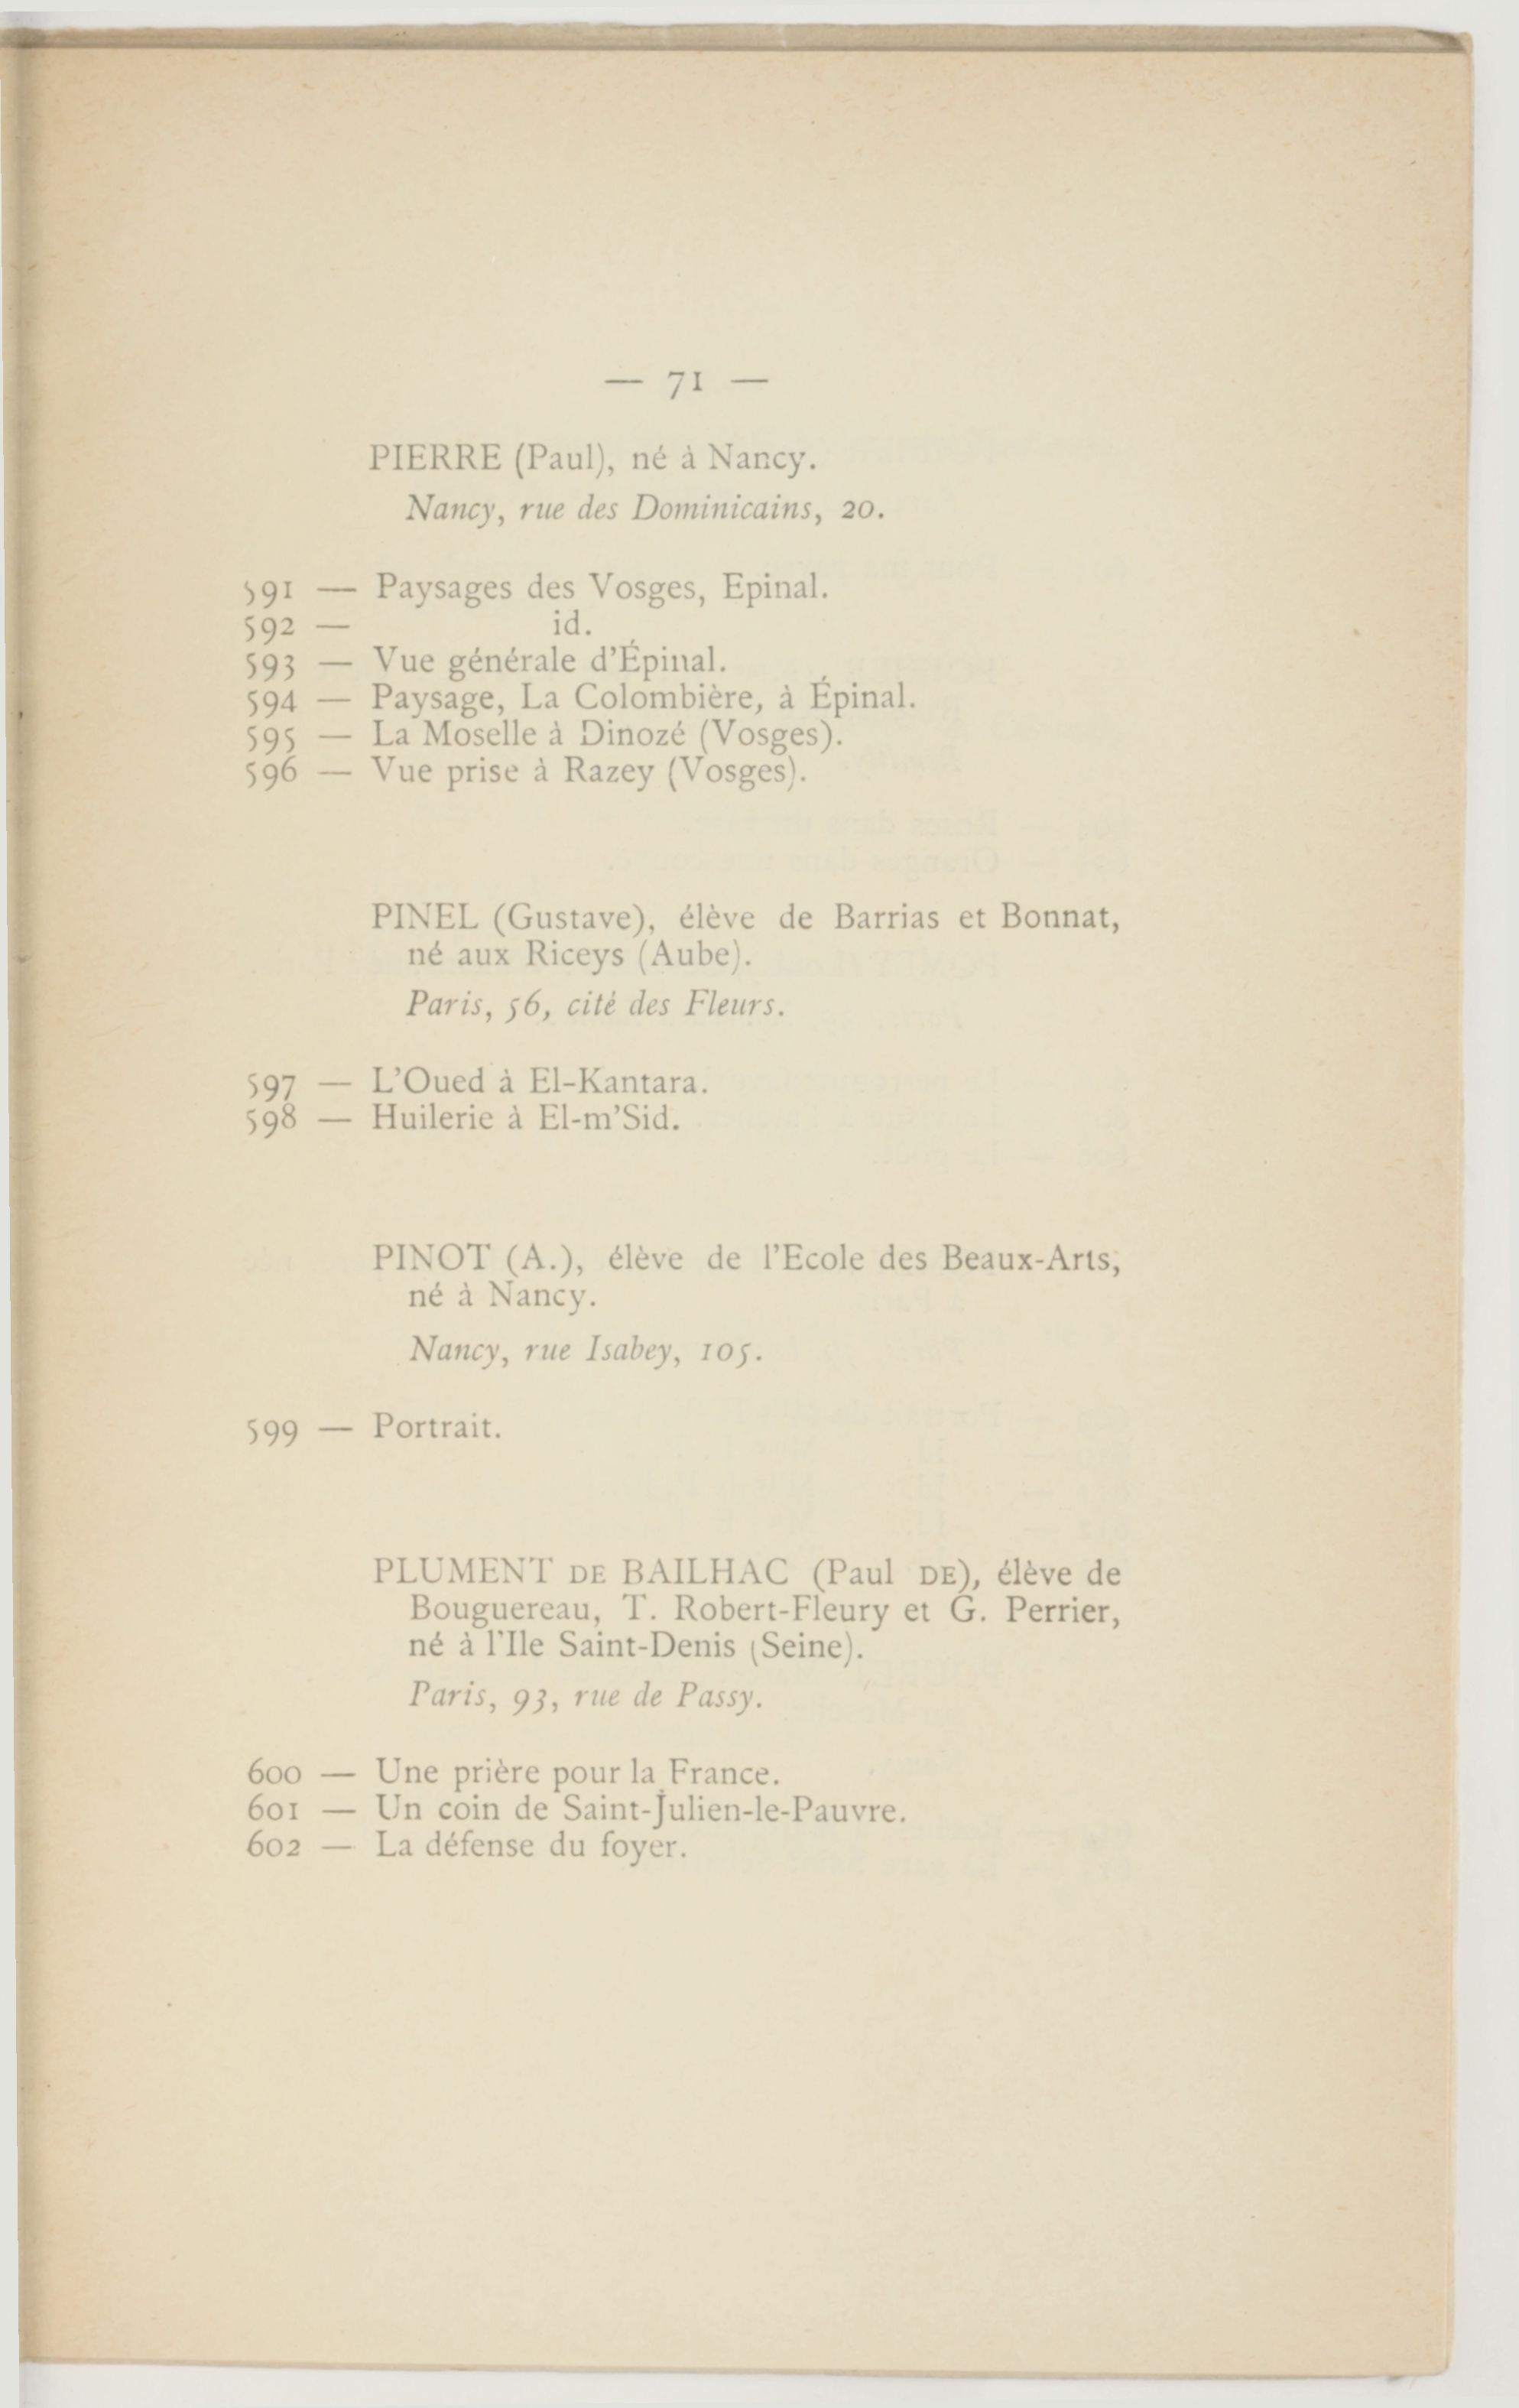 — 71 —
PIERRE (Paul), né à Nancy.
Nancy, rue des Dominicains, 20.
591 — Paysages des Vosges, Epinal.
592 — id.
593 — Vue générale d'Épinal.
594 — Paysage, La Colombière, à Épinal.
595 — La Moselle à Dinozé (Vosges).
596 — Vue prise à Razey (Vosges).
PINEL (Gustave), élève de Barrias et Bonnat,
né aux Riceys (Aube).
Paris, 56, cité des Fleurs.
597 — L'Oued à El-Kantara.
598 — Huilerie à El-m'Sid.
PINOT (A.), élève de l'Ecole des Beaux-Arts,
né à Nancy.
Nancy, rue Isabey, 105.
599 — Portrait.
PLUMENT DE BAILHAC (Paul DE), élève de
Bouguereau, T. Robert-Fleury et G. Perrier,
né à l'Ile Saint-Denis (Seine).
Paris, 93, rue de Passy.
600 — Une prière pour la France.
601 — Un coin de Saint-Julien-le-Pauvre.
602 — La défense du foyer.